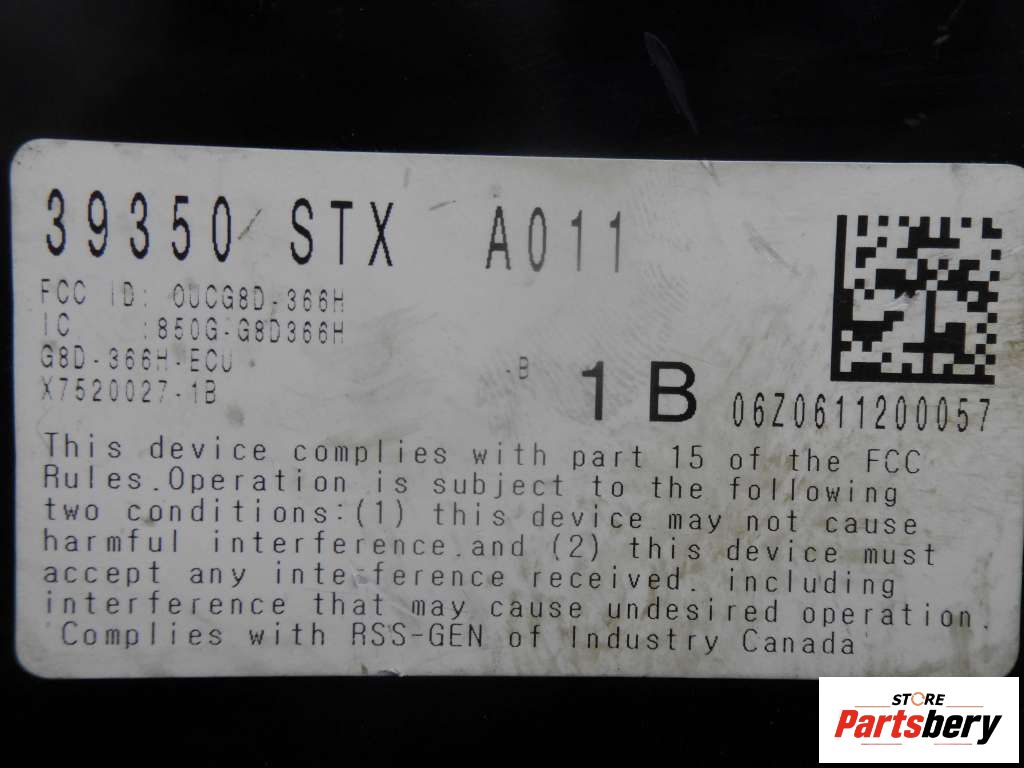 39350 STX A011
FCC ID: OUCG8D-366H
IC :850G-G8D366H
G8D-366H-ECU
X7520027-1B
-B
1B
06Z0611200057
This device complies with part 15 of the FCC
Rules.Operation is subject to the following
two conditions:(1) this device may not cause
harmful interference.and (2) this device must
accept any interference received. including
interference that may cause undesired operation.
Complies with RSS-GEN of Industry Canada
STORE
Partsbery